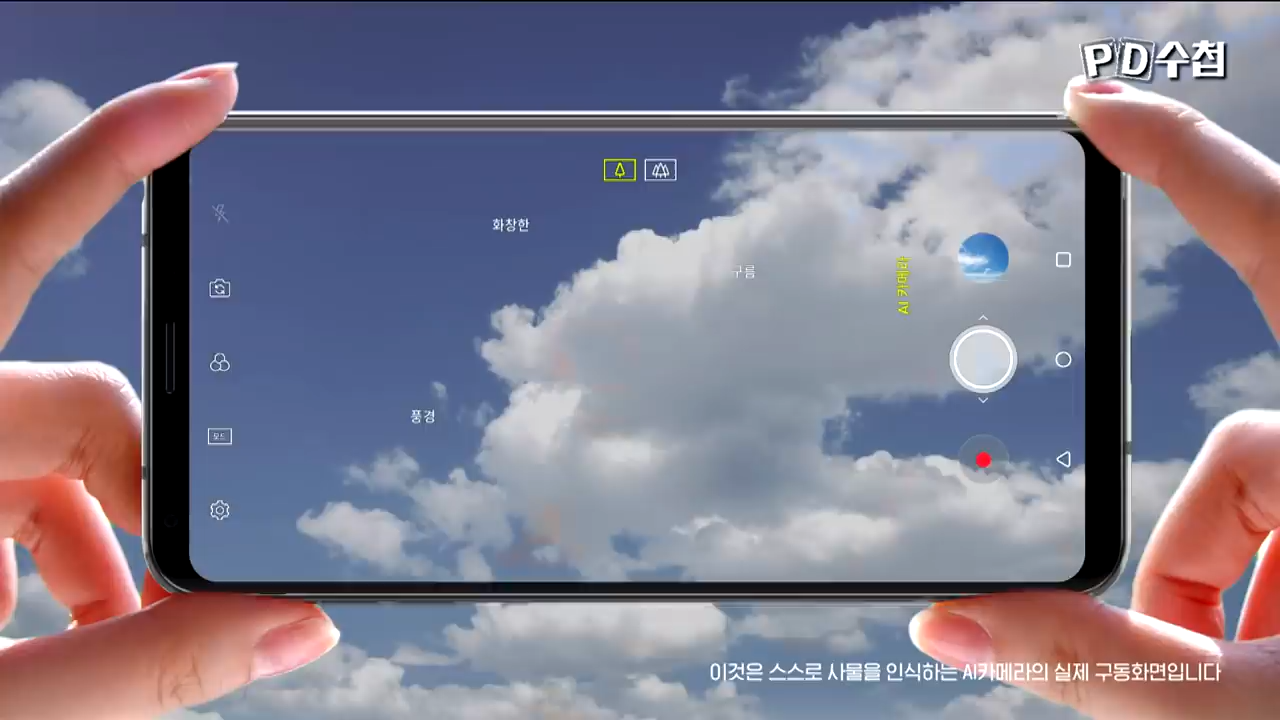 PD수첩
화창한
구름
AI 카메라
풍경
모드
이것은 스스로 사물을 인식하는 AI카메라의 실제 구동화면입니다